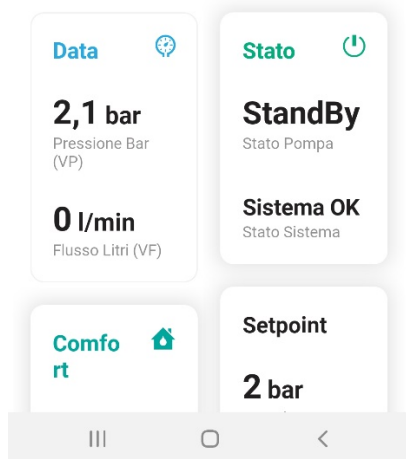 Data
2,1 bar
Pressione Bar
(VP)
0 l/min
Flusso Litri (VF)
Stato
StandBy
Stato Pompa
Sistema OK
Stato Sistema
Comfo
rt
Setpoint
2 bar